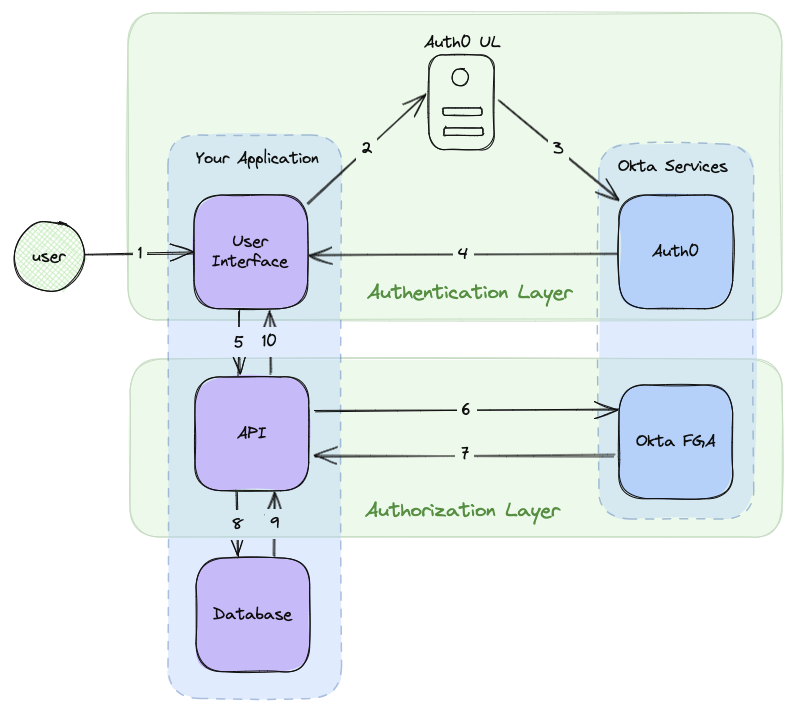 Auth0 UL
2
3
Your Application
Okta Services
user
1
User
Interface
4
Auth0
Authentication Layer
5
10
API
6
7
Okta FGA
Authorization Layer
8
9
Database